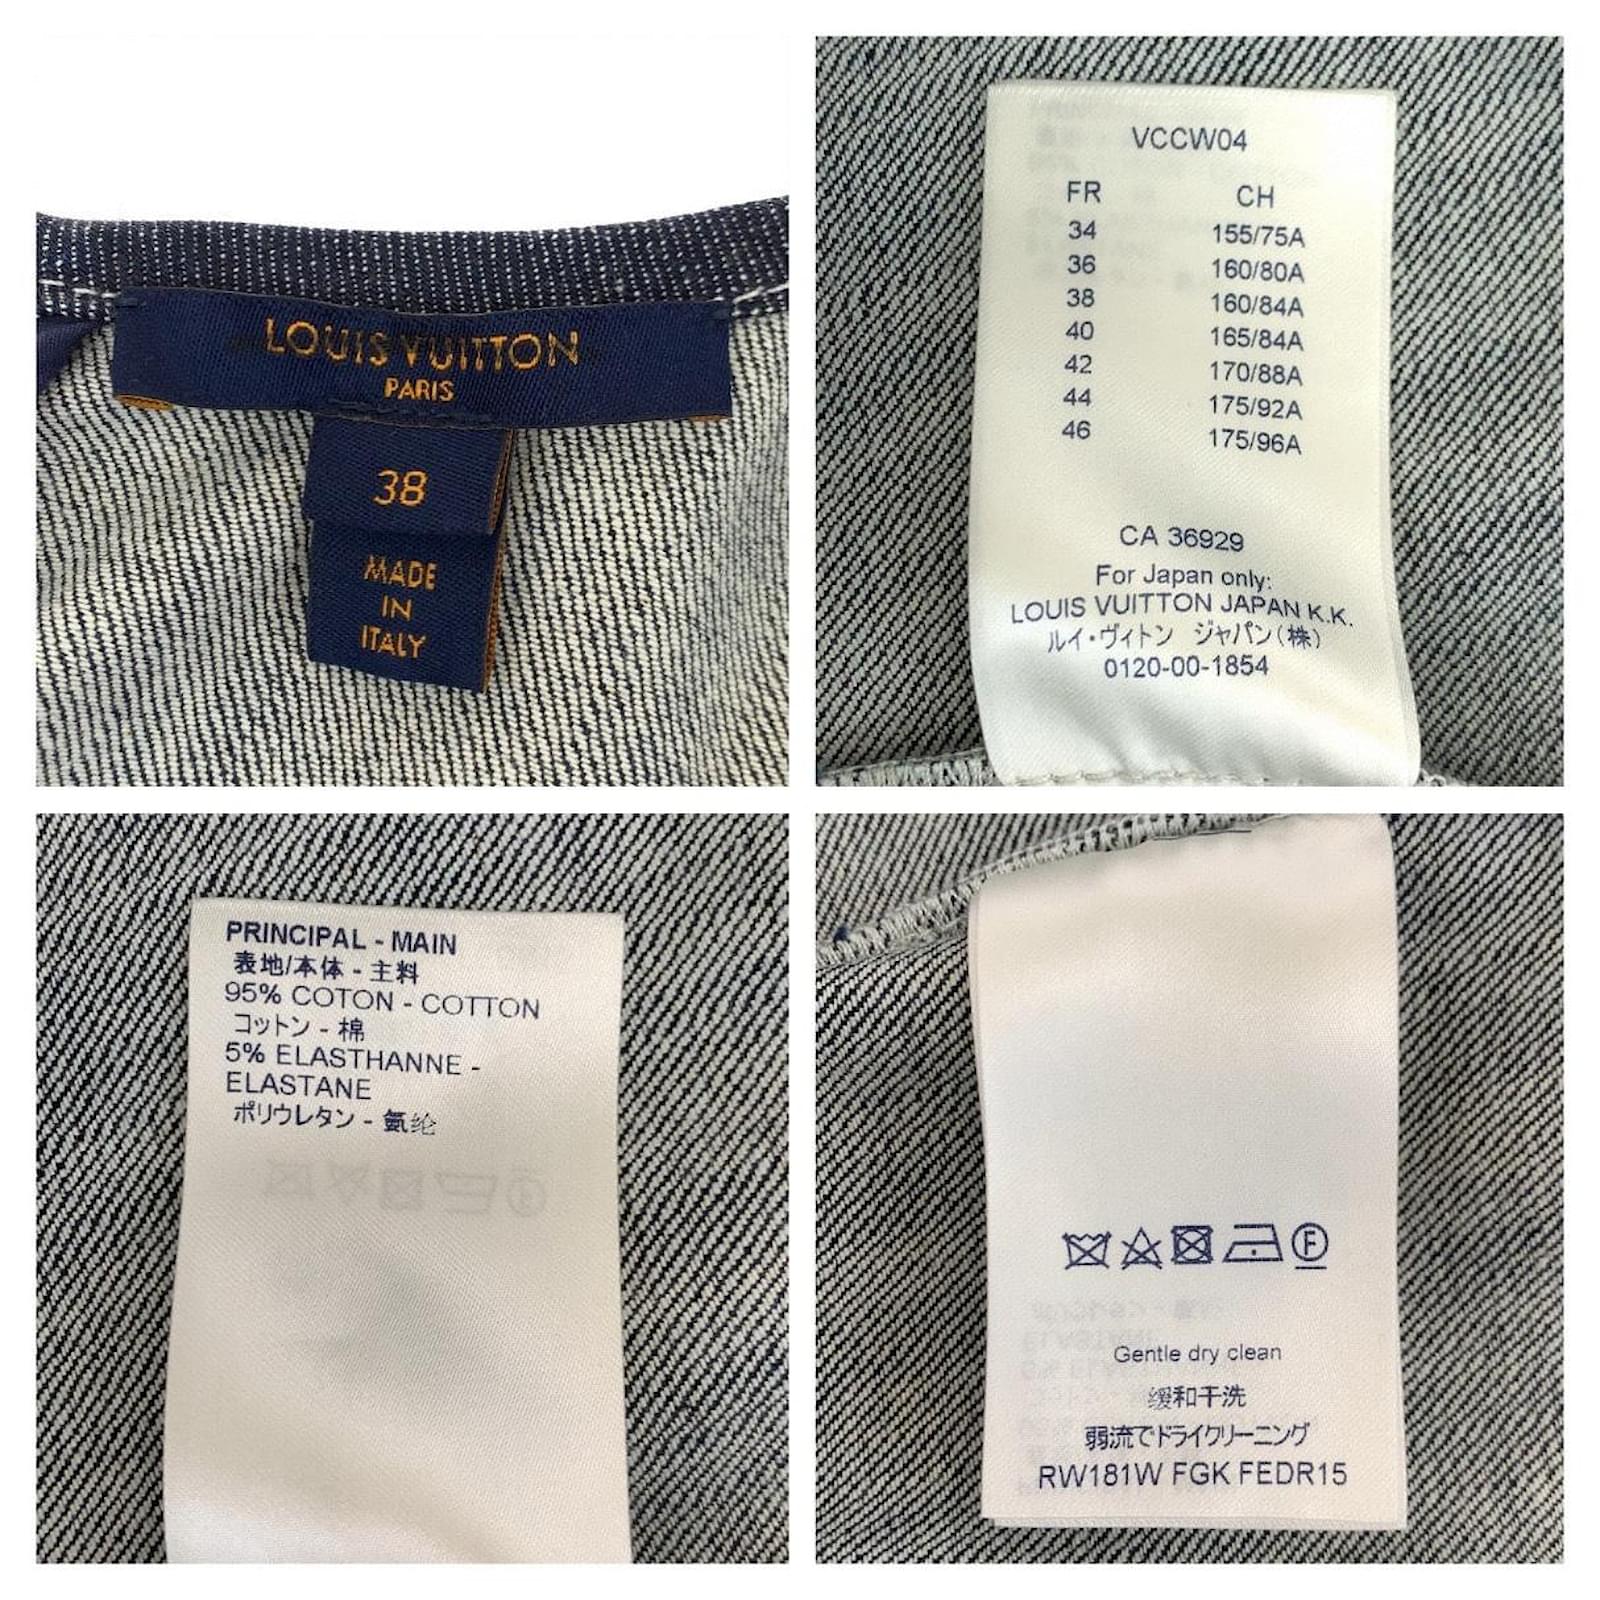 LOUIS VUITTON
PARIS
38
MADE
IN
ITALY
VCCW04
FR CH
34 155/75A
36 160/80A
38 160/84A
40 165/84A
42 170/88A
44 175/92A
46 175/96A
CA 36929
For Japan only:
LOUIS VUITTON JAPAN K.K.
ルイ・ヴィトン ジャパン(株)
0120-00-1854
PRINCIPAL - MAIN
表地/本体 - 主料
95% COTON - COTTON
コットン - 棉
5% ELASTHANNE -
ELASTANE
ポリウレタン - 氨纶
F
Gentle dry clean
缓和干洗
弱流でドライクリーニング
RW181W FGK FEDR15